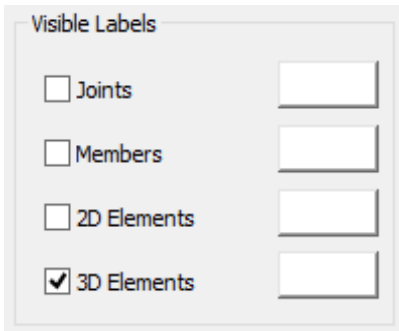 Visible Labels
Joints
Members
2D Elements
3D Elements